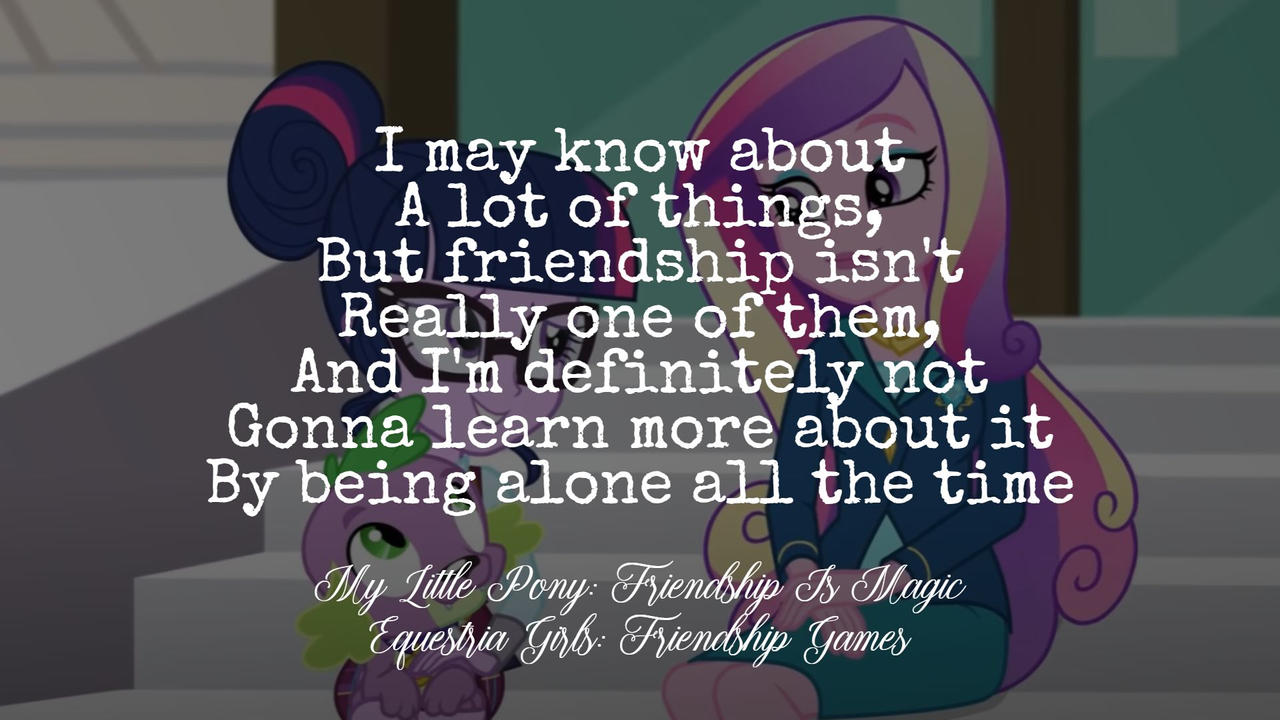 I may know about
A lot of things,
But friendship isn't
Really one of them,
And I'm definitely not
Gonna learn more about it
By being alone all the time
My Little Pony: Friendship Is Magic
Equestria Girls: Friendship Games